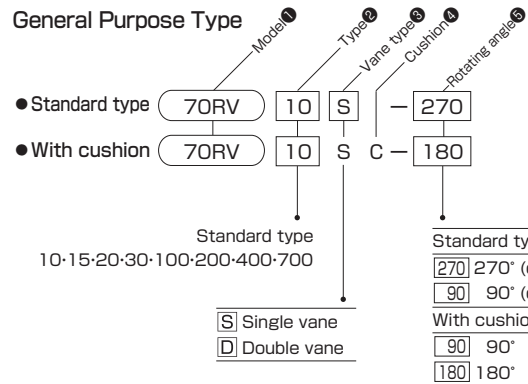 General Purpose Type
Model❶ Type❷ Vane type❸ Cushion❹ Rotating angle❺
●Standard type 70RV 10 S - 270
●With cushion 70RV 10 S C - 180
Standard type
10·15·20·30·100·200·400·700
S Single vane
D Double vane
Standard
270 270°
90 90°
With
90 90°
180 180°